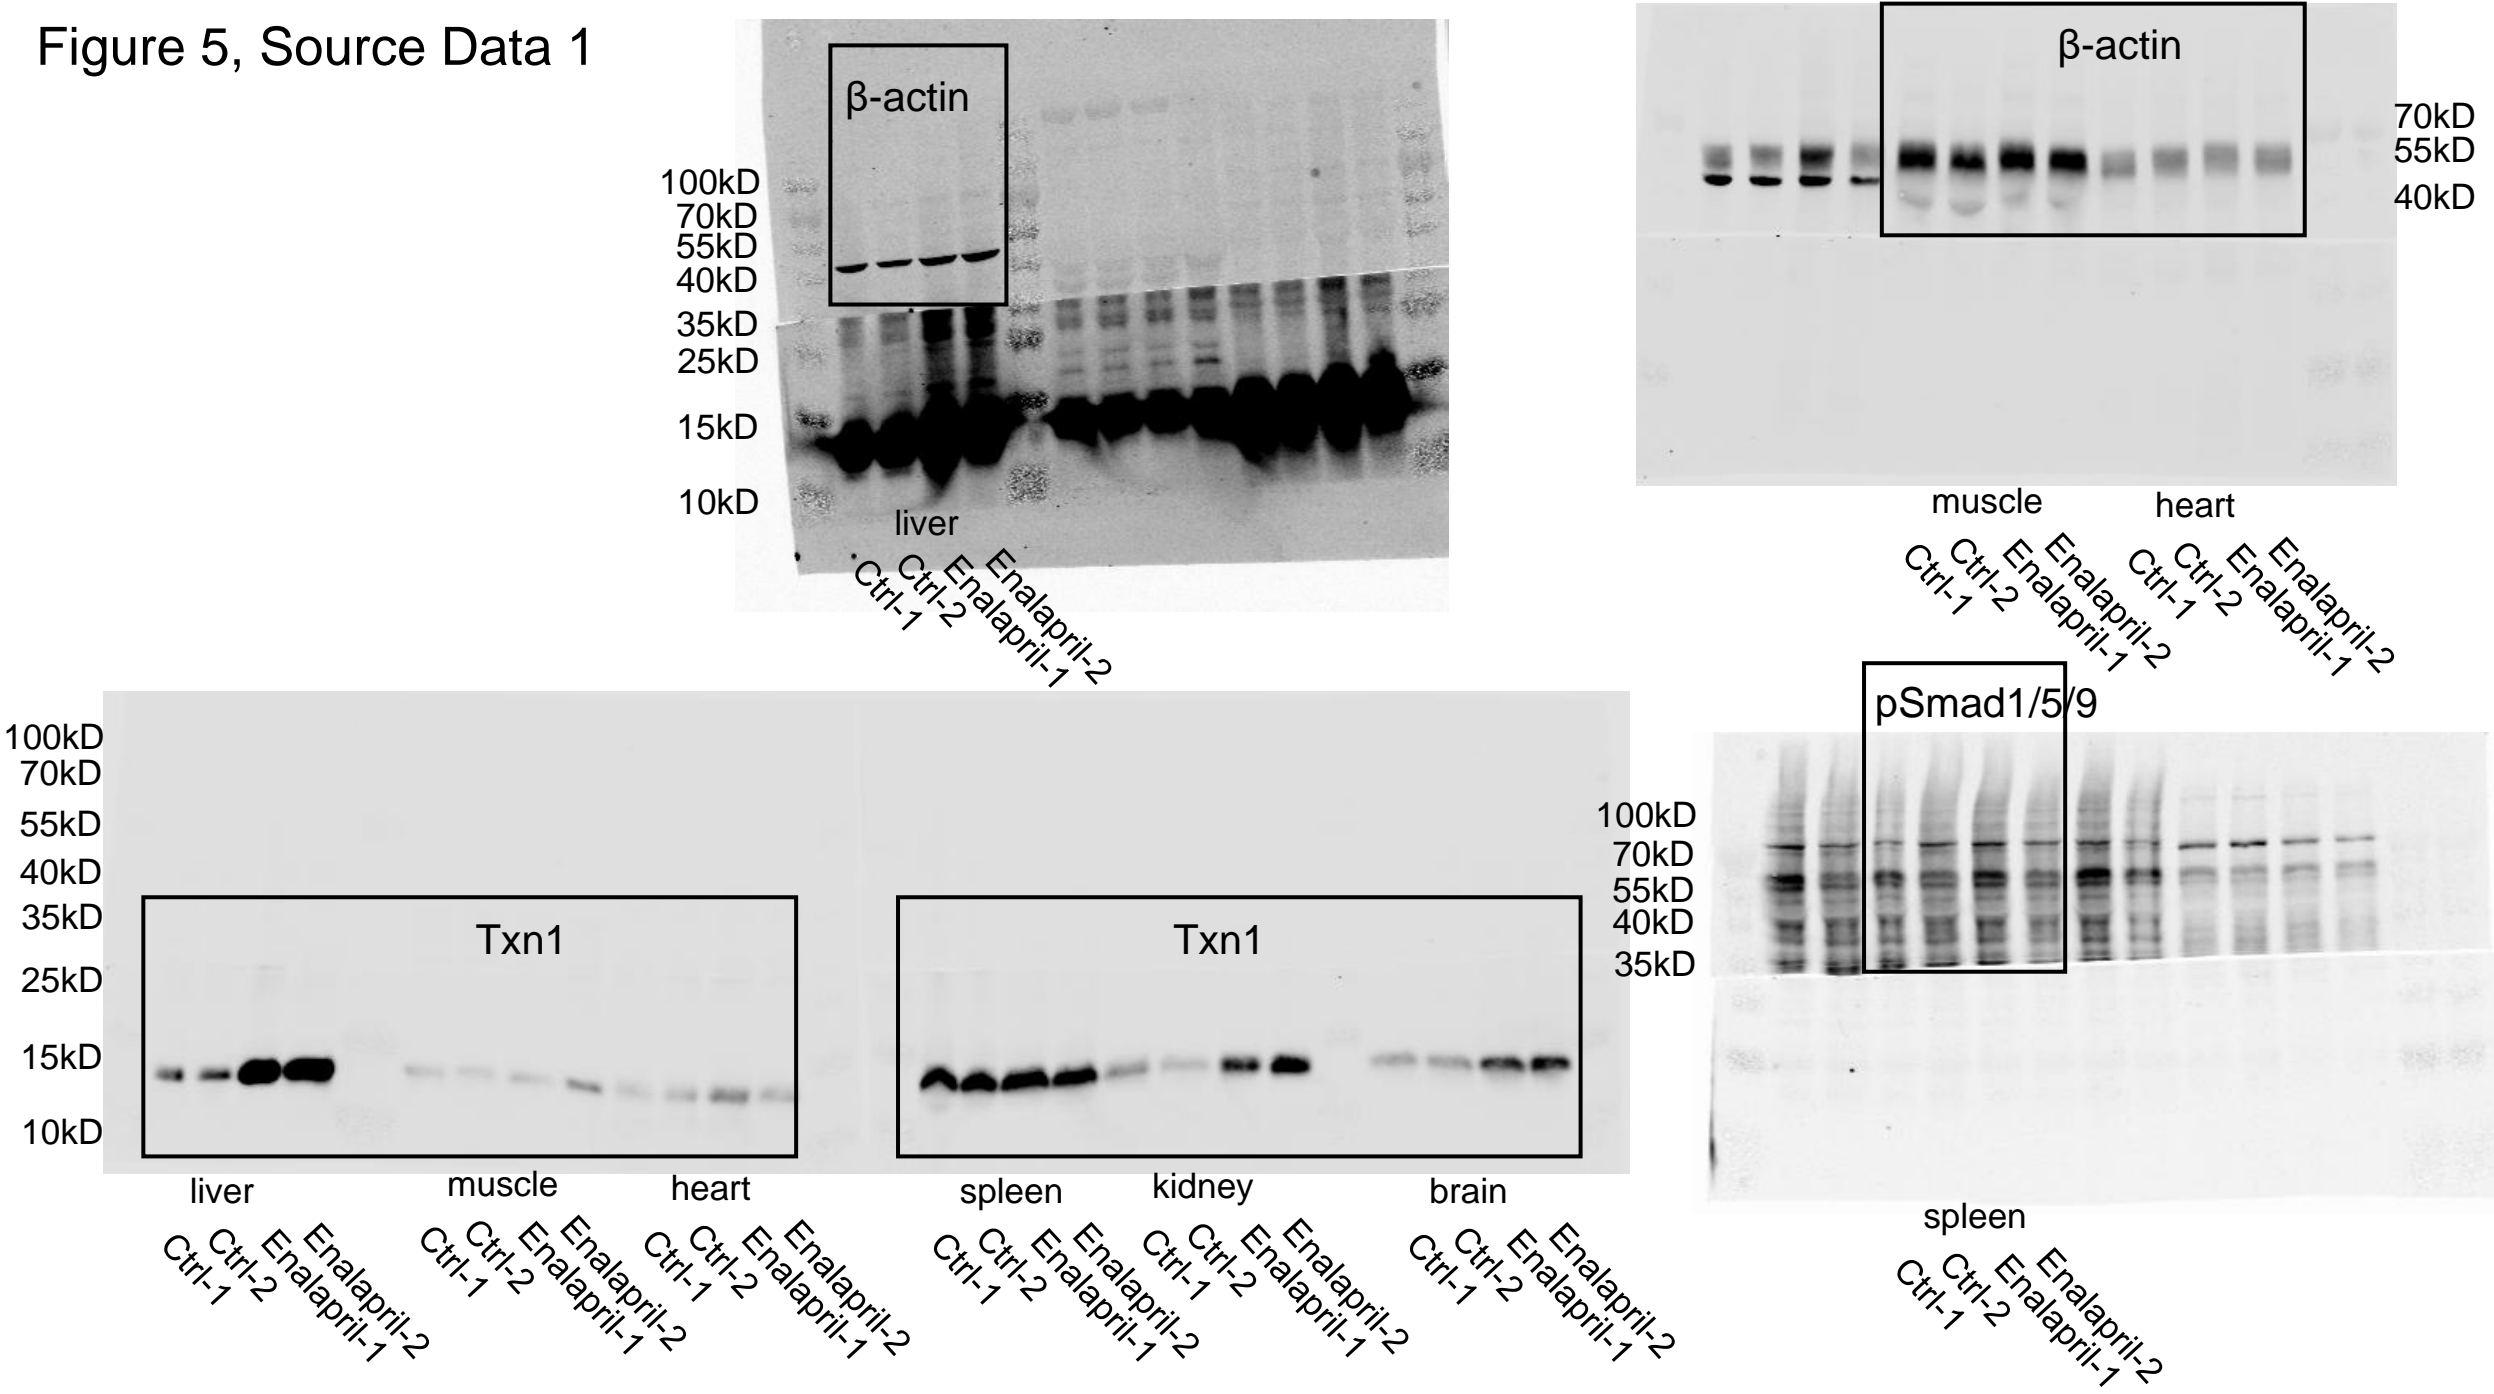 Figure 5, Source Data 1
β-actin
100kD
70kD
55kD
40kD
35kD
25kD
15kD
10kD
liver
Ctrl-1
Ctrl-2
Enalapril-1
Enalapril-2
β-actin
70kD
55kD
40kD
muscle
heart
Ctrl-1
Ctrl-2
Enalapril-1
Enalapril-2
Ctrl-1
Ctrl-2
Enalapril-1
Enalapril-2
100kD
70kD
55kD
40kD
35kD
25kD
15kD
10kD
Txn1
Txn1
liver
muscle
heart
spleen
kidney
brain
Ctrl-1
Ctrl-2
Enalapril-1
Enalapril-2
Ctrl-1
Ctrl-2
Enalapril-1
Enalapril-2
Ctrl-1
Ctrl-2
Enalapril-1
Enalapril-2
Ctrl-1
Ctrl-2
Enalapril-1
Enalapril-2
Ctrl-1
Ctrl-2
Enalapril-1
Enalapril-2
Ctrl-1
Ctrl-2
Enalapril-1
Enalapril-2
pSmad1/5/9
100kD
70kD
55kD
40kD
35kD
spleen
Ctrl-1
Ctrl-2
Enalapril-1
Enalapril-2